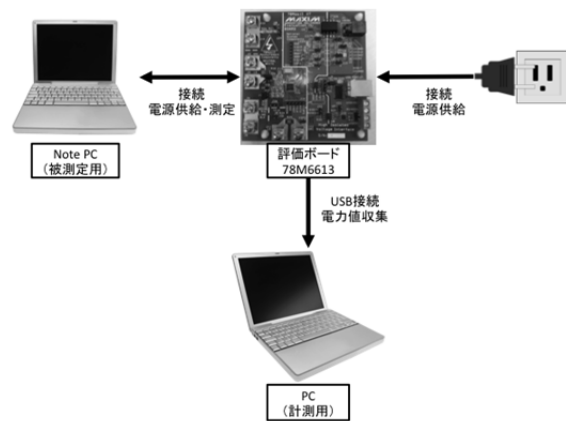 MAXIM
接続
電源供給・測定
接続
電源供給
Note PC
（被測定用）
評価ボード
78M6613
USB接続
電力値収集
PC
（計測用）